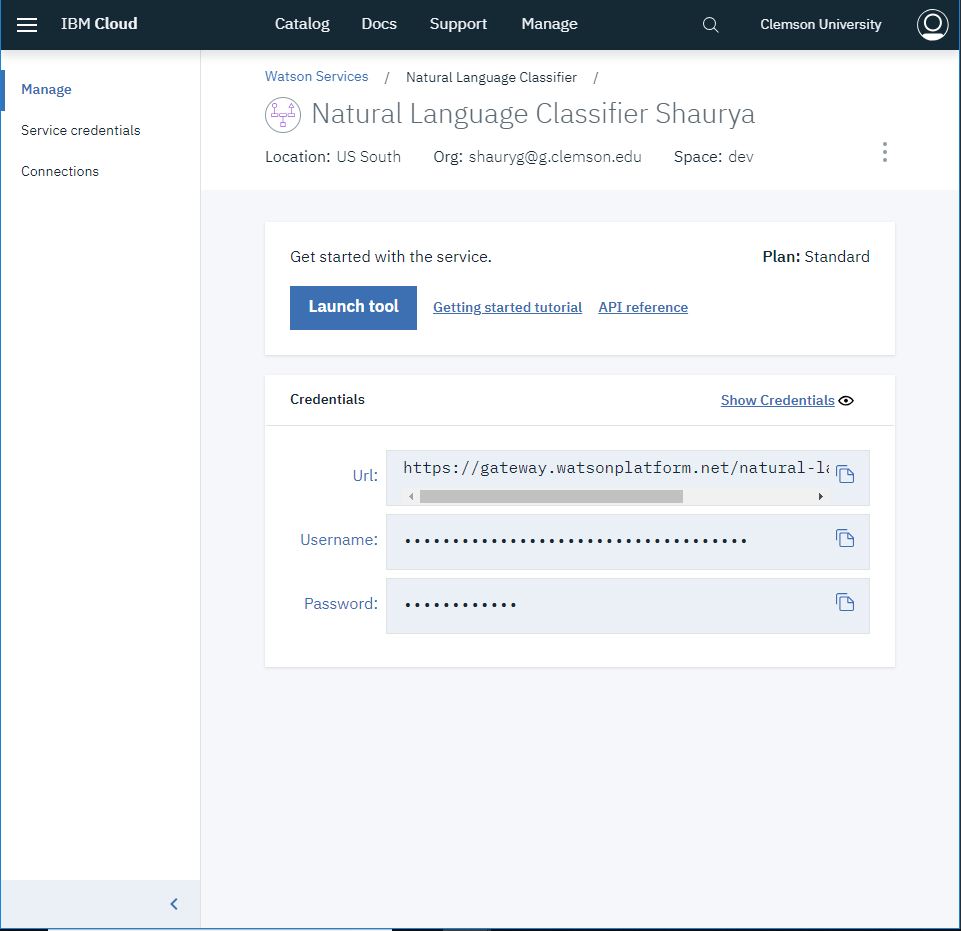 IBM Cloud Catalog Docs Support Manage Clemson University
Manage
Service credentials
Connections
Watson Services / Natural Language Classifier /
Natural Language Classifier Shaurya
Location: US South Org: shauryg@g.clemson.edu Space: dev
Get started with the service. Plan: Standard
Launch tool Getting started tutorial API reference
Credentials Show Credentials
Url: https://gateway.watsonplatform.net/natural-la
Username: ••••••••••••••••••••••••••••••••••••
Password: ••••••••••••